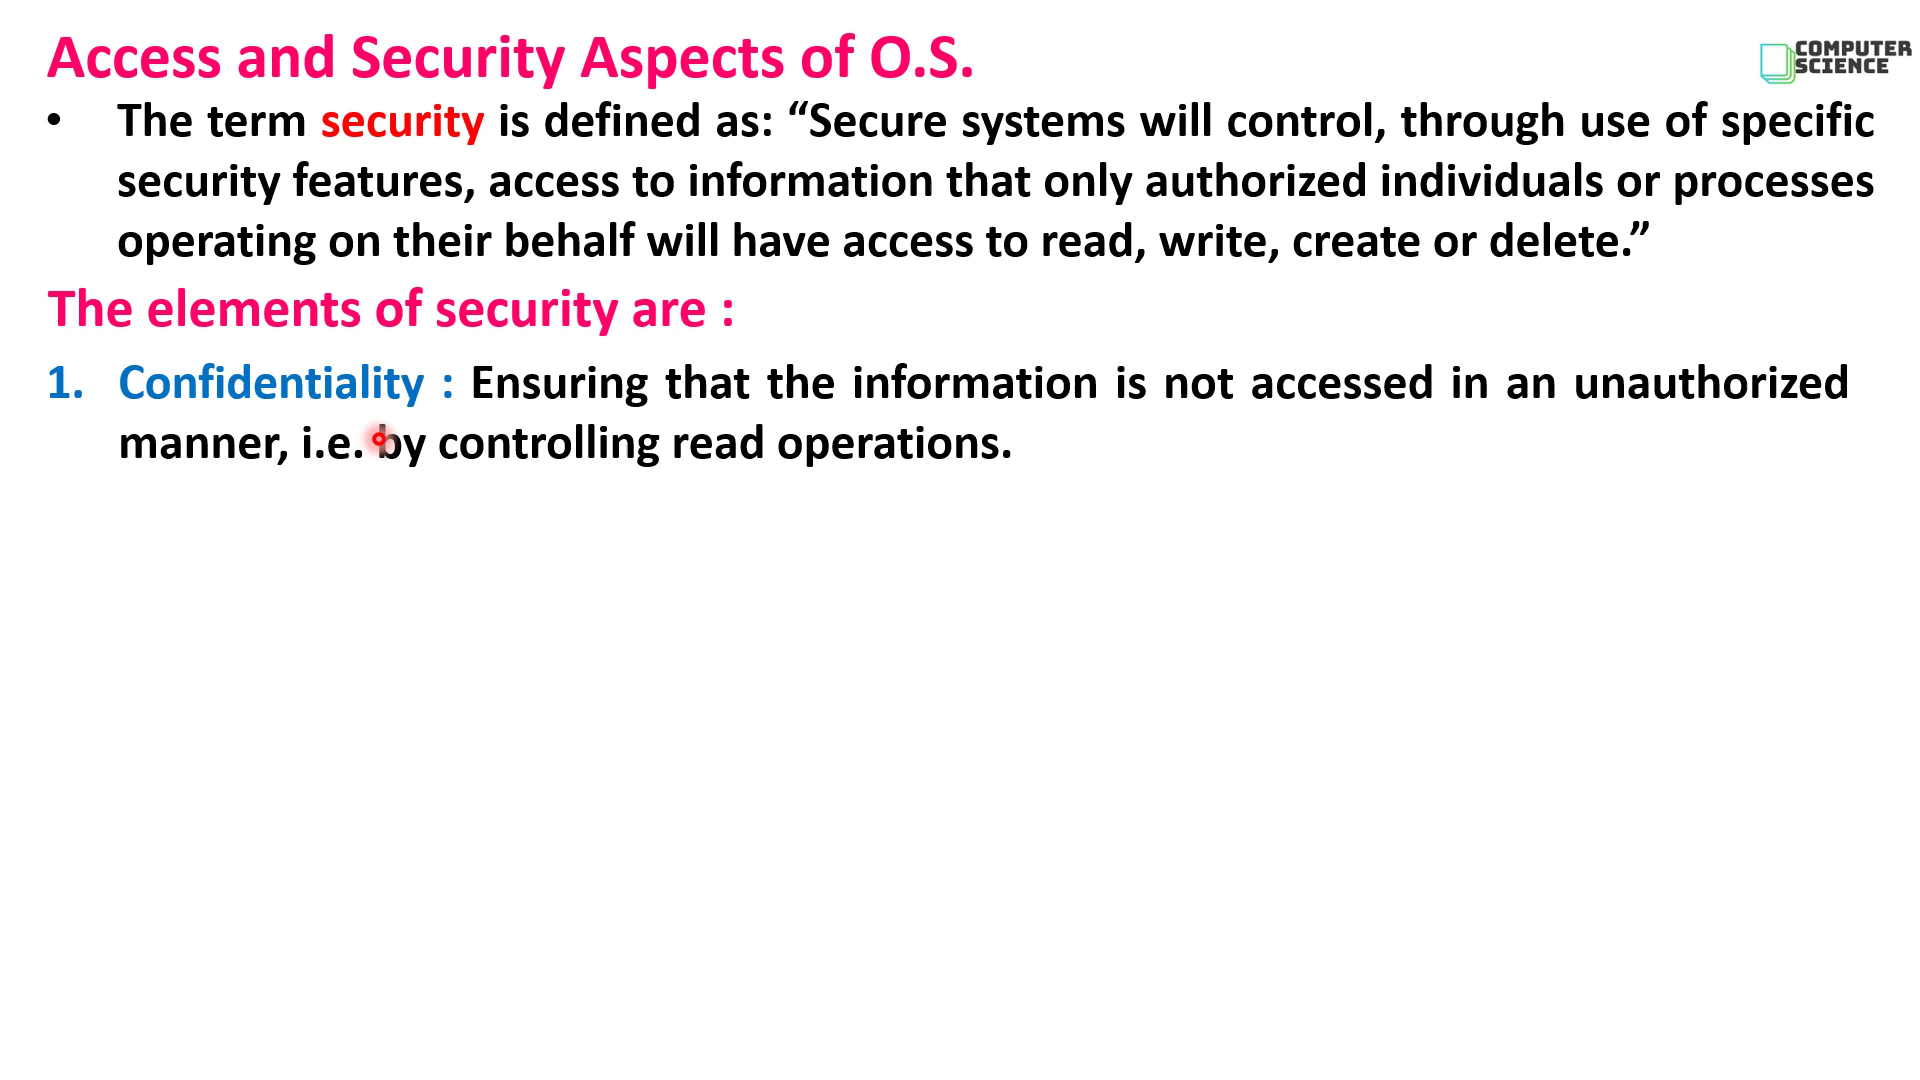 Access and Security Aspects of O.S.
COMPUTER
SCIENCE
• The term security is defined as: “Secure systems will control, through use of specific
security features, access to information that only authorized individuals or processes
operating on their behalf will have access to read, write, create or delete.”
The elements of security are :
1. Confidentiality : Ensuring that the information is not accessed in an unauthorized
manner, i.e. by controlling read operations.